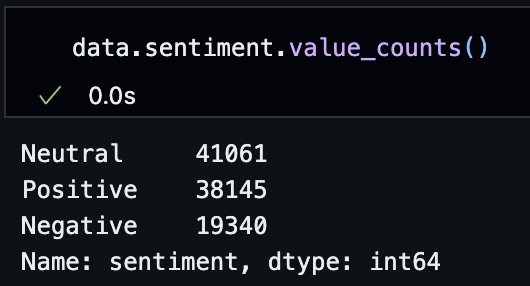 data.sentiment.value_counts()
✓ 0.0s
Neutral 41061
Positive 38145
Negative 19340
Name: sentiment, dtype: int64